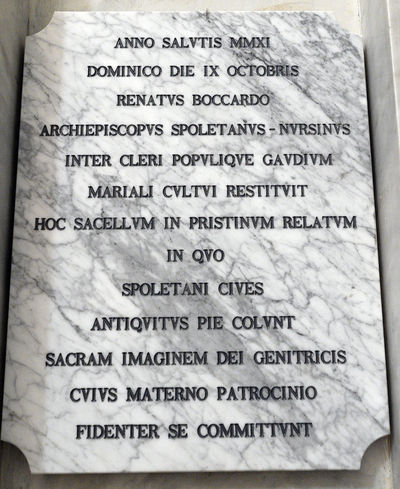 ANNO SALVTIS MMXI
DOMINICO DIE IX OCTOBRIS
RENATVS BOCCARDO
ARCHIEPISCOPVS SPOLETANVS-NVRSINVS
INTER CLERI POPVLIQVE GAVDIVM
MARIALI CVLTVI RESTITVIT
HOC SACELLVM IN PRISTINVM RELATVM
IN QVO
SPOLETANI CIVES
ANTIQVITVS PIE COLVNT
SACRAM IMAGINEM DEI GENITRICIS
CVIVS MATERNO PATROCINIO
FIDENTER SE COMMITTVNT